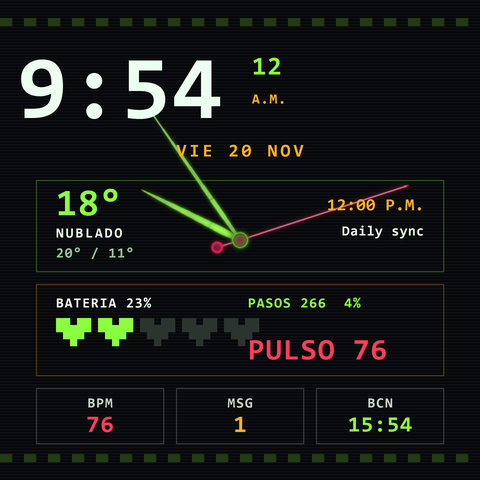 9:54 12
A.M.
VIE 20 NOV
18° 12:00 P.M.
NUBLADO Daily sync
20° / 11°
BATERIA 23% PASOS 266 4%
PULSO 76
BPM MSG BCN
76 1 15:54